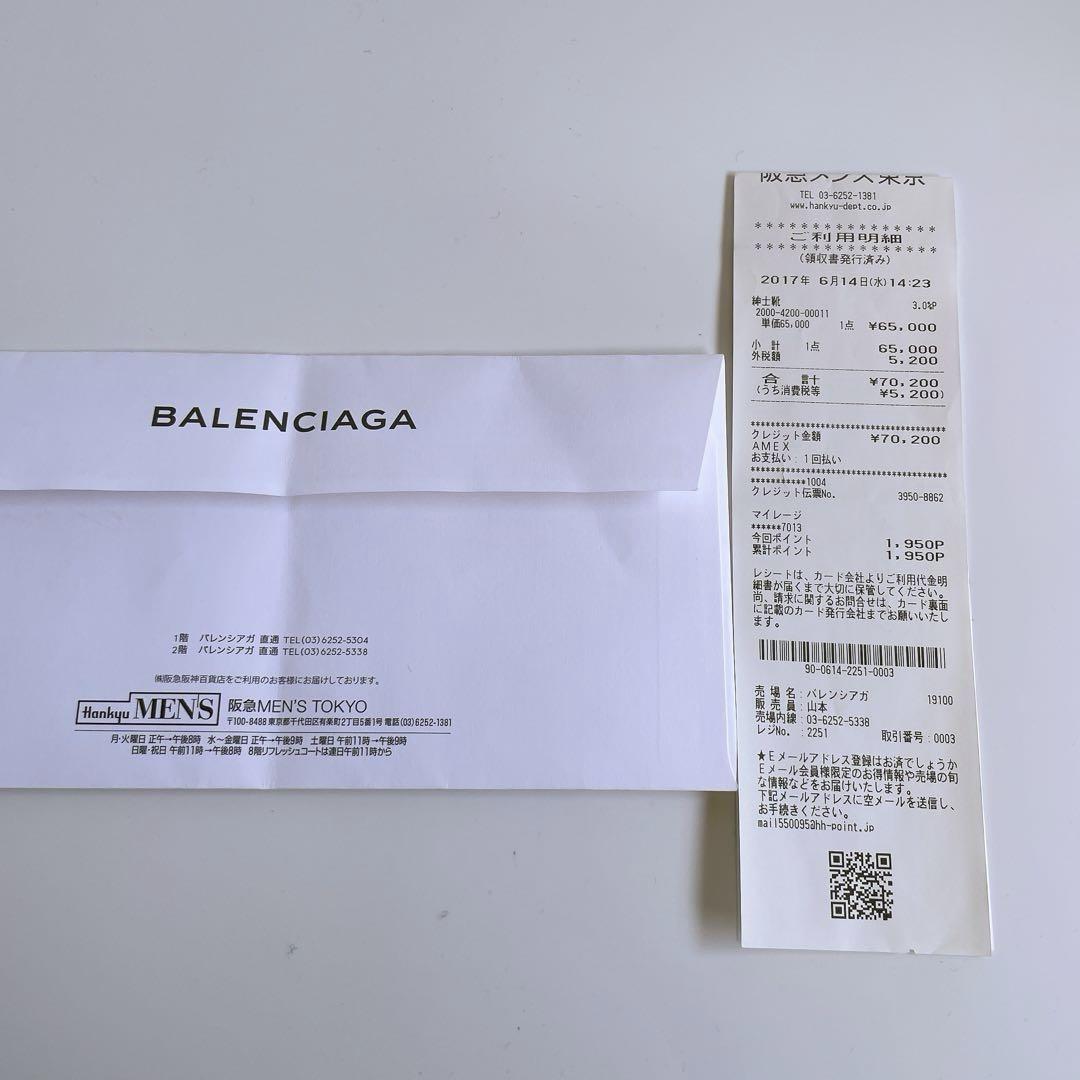 BALENCIAGA
1階 バレンシアガ 直通 TEL(03)6252-5304
2階 バレンシアガ 直通 TEL(03)6252-5338
㈱阪急阪神百貨店をご利用のお客様にお届けしております。
Hankyu MEN'S 阪急MEN'S TOKYO
〒100-8488 東京都千代田区有楽町2丁目5番1号 電話(03)6252-1381
月・火曜日 正午→午後8時 水〜金曜日 正午→午後9時 土曜日 午前11時→午後9時
日曜・祝日 午前11時→午後8時 8階リフレッシュコートは連日午前11時から
阪急メンズ東京
TEL 03-6252-1381
www.hankyu-dept.co.jp
* * * * * * * * * * * * * * * *
ご利用明細
* * * * * * * * * * * * * * * *
(領収書発行済み)
2017年 6月14日(水)14:23
紳士靴 3.0%P
2000-4200-00011
単価65,000 1点 ¥65,000
小 計 1点 65,000
外税額 5,200
合 計 ¥70,200
(うち消費税等 ¥5,200)
クレジット金額 ¥70,200
AMEX
お支払い:1回払い
***********1004
クレジット伝票No. 3950-8862
マイレージ
******7013
今回ポイント 1,950P
累計ポイント 1,950P
レシートは、カード会社よりご利用代金明
細書が届くまで大切に保管してください。
尚、請求に関するお問合せは、カード裏面
に記載のカード発行会社までお願いいたし
ます。
90-0614-2251-0003
売 場 名:バレンシアガ 19100
販 売 員:山本
売場内線:03-6252-5338
レジNo. :2251 取引番号:0003
★Eメールアドレス登録はお済でしょうか
Eメール会員様限定のお得情報や売場の旬
な情報などをお届けいたします。
下記メールアドレスに空メールを送信し、
お手続きください。
mail550095@hh-point.jp